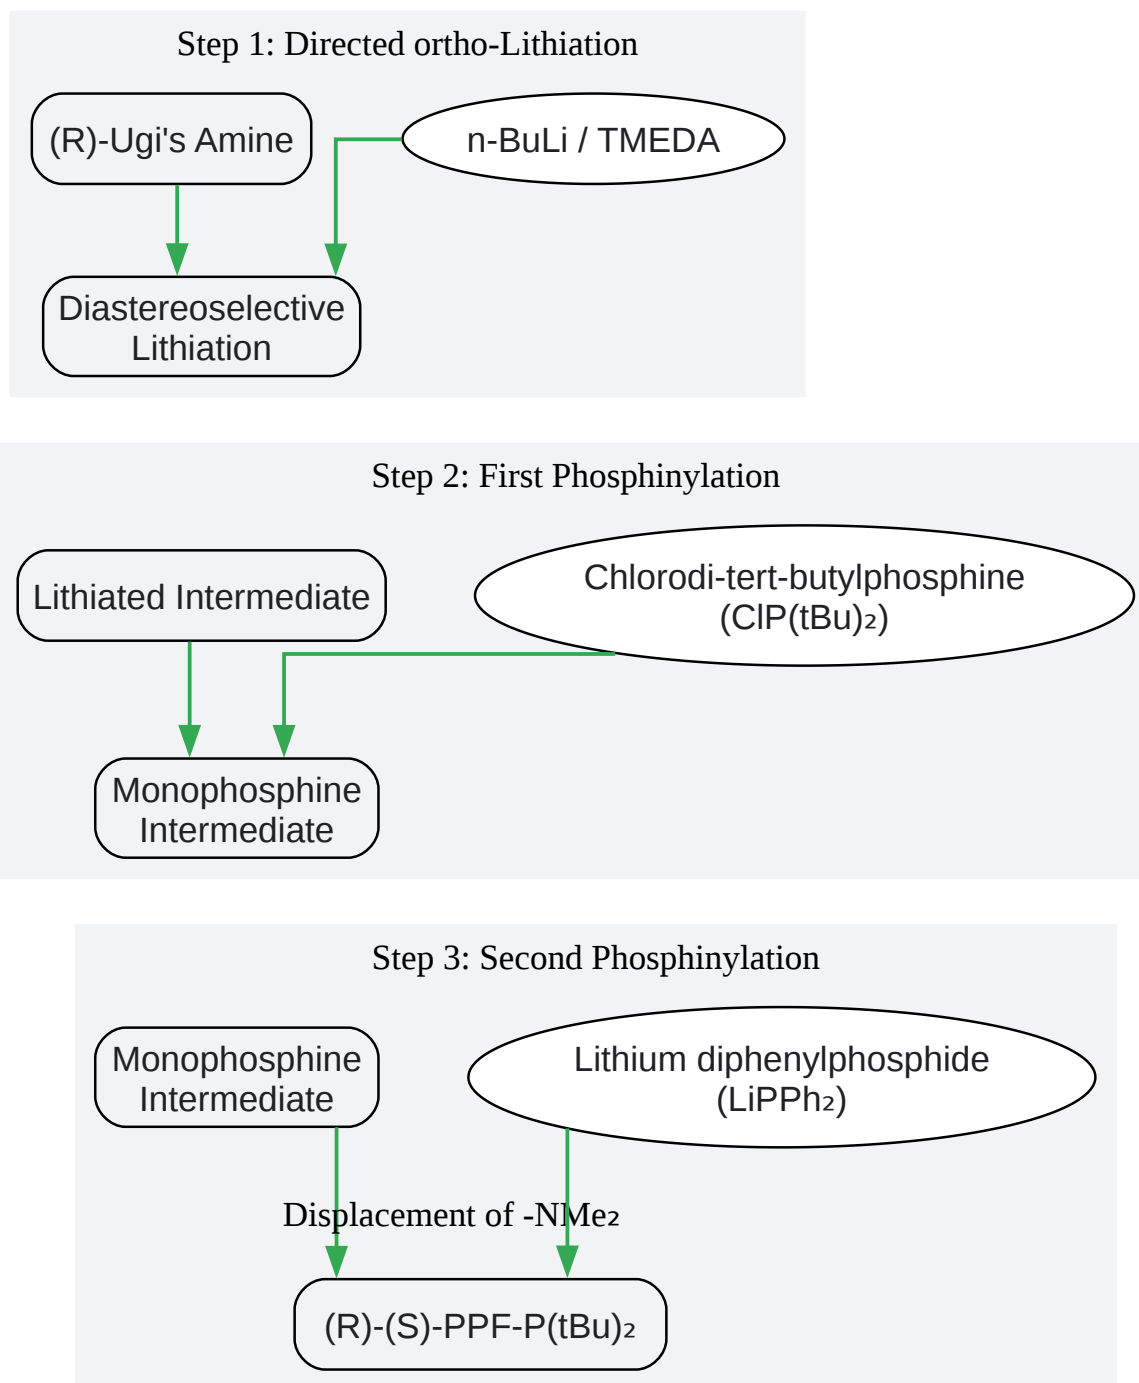 Step 1: Directed ortho-Lithiation
(R)-Ugi's Amine
n-BuLi / TMEDA
Diastereoselective
Lithiation
Step 2: First Phosphinylation
Lithiated Intermediate
Chlorodi-tert-butylphosphine
(ClP(tBu)₂)
Monophosphine
Intermediate
Step 3: Second Phosphinylation
Monophosphine
Intermediate
Lithium diphenylphosphide
(LiPPh₂)
Displacement of -NMe₂
(R)-(S)-PPF-P(tBu)₂